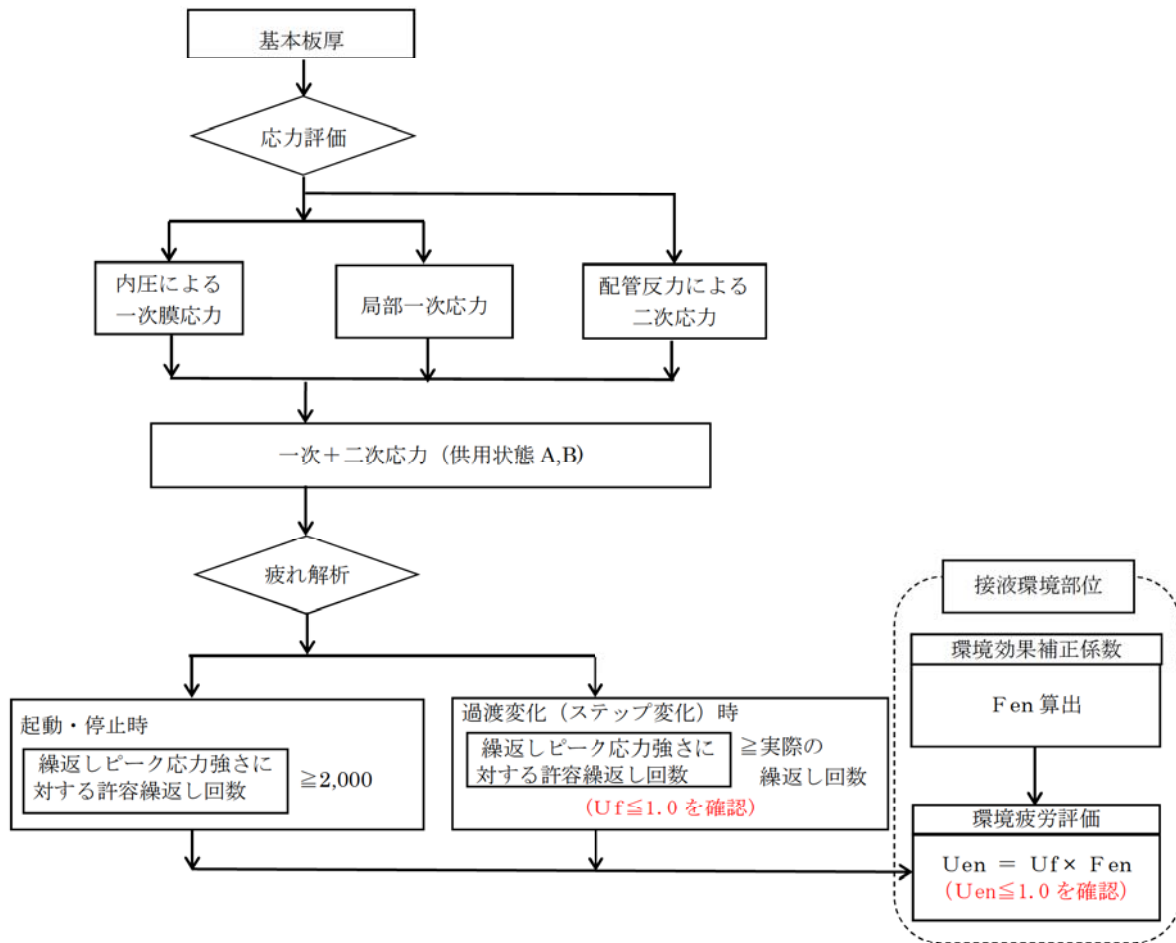 基本板厚
応力評価
内圧による
一次膜応力
局部一次応力
配管反力による
二次応力
一次＋二次応力（供用状態 A,B）
疲れ解析
起動・停止時
繰返しピーク応力強さに
対する許容繰返し回数
≧2,000
過渡変化（ステップ変化）時
繰返しピーク応力強さに
対する許容繰返し回数
≧実際の
繰返し回数
（Uf≦1.0 を確認）
接液環境部位
環境効果補正係数
Fen 算出
環境疲労評価
Uen = Uf× Fen
（Uen≦1.0 を確認）